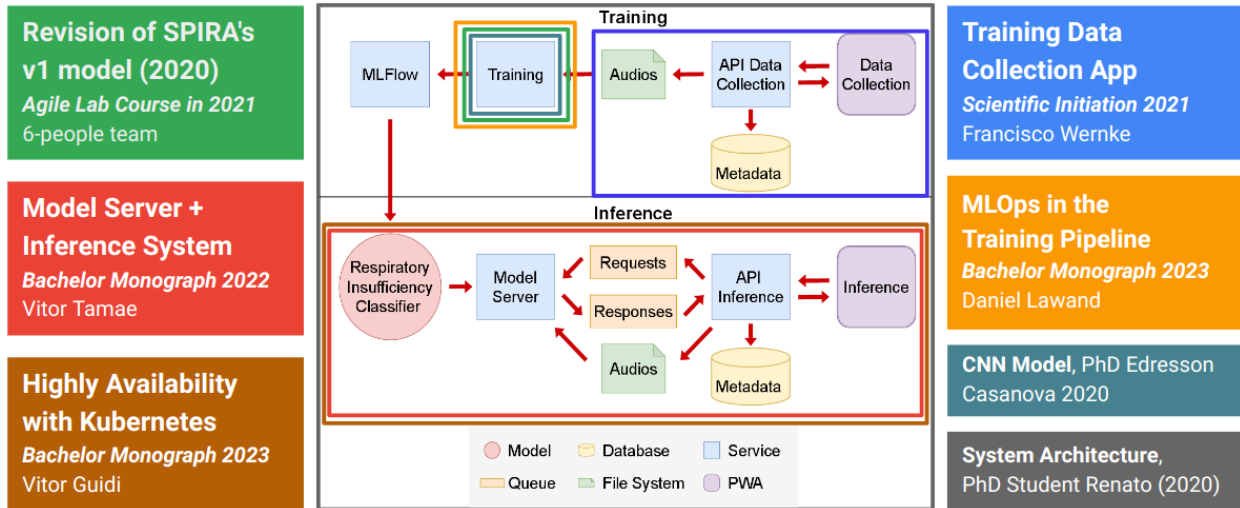 Revision of SPIRA's
v1 model (2020)
Agile Lab Course in 2021
6-people team
Model Server +
Inference System
Bachelor Monograph 2022
Vitor Tamae
Highly Availability
with Kubernetes
Bachelor Monograph 2023
Vitor Guidi
Training
MLFlow
Training
Audios
API Data
Collection
Data
Collection
Metadata
Inference
Respiratory
Insufficiency
Classifier
Model
Server
Requests
Responses
Audios
API
Inference
Inference
Metadata
Model
Database
Service
Queue
File System
PWA
Training Data
Collection App
Scientific Initiation 2021
Francisco Wernke
MLOps in the
Training Pipeline
Bachelor Monograph 2023
Daniel Lawand
CNN Model, PhD Edresson
Casanova 2020
System Architecture,
PhD Student Renato (2020)